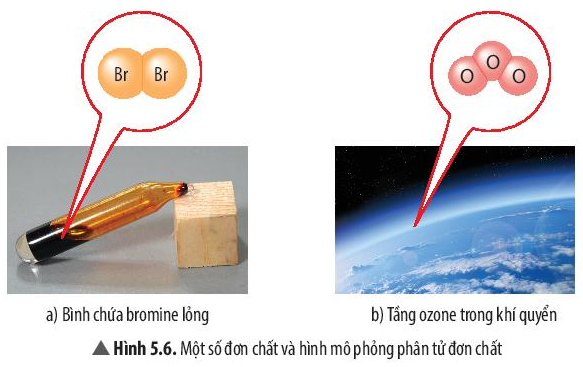 Br Br
O O O
a) Bình chứa bromine lỏng
b) Tầng ozone trong khí quyển
▲ Hình 5.6. Một số đơn chất và hình mô phỏng phân tử đơn chất